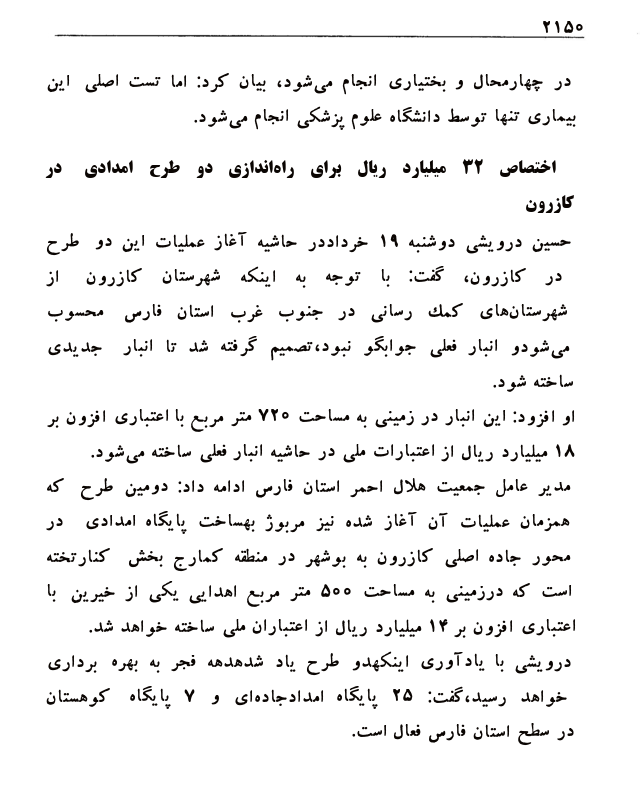 ۲۱۵۰
در چهارمحال و بختیاری انجام می‌شود، بیان کرد: اما تست اصلی این
بیماری تنها توسط دانشگاه علوم پزشکی انجام می‌شود.
اختصاص ۳۲ میلیارد ریال برای راه‌اندازی دو طرح امدادی در
کازرون
حسین درویشی دوشنبه ۱۹ خرداددر حاشیه آغاز عملیات این دو طرح
در کازرون، گفت: با توجه به اینکه شهرستان کازرون از
شهرستان‌های کمك رسانی در جنوب غرب استان فارس محسوب
می‌شودو انبار فعلی جوابگو نبود،تصمیم گرفته شد تا انبار جدیدی
ساخته شود.
او افزود: این انبار در زمینی به مساحت ۷۲۰ متر مربع با اعتباری افزون بر
۱۸ میلیارد ریال از اعتبارات ملی در حاشیه انبار فعلی ساخته می‌شود.
مدیر عامل جمعیت هلال احمر استان فارس ادامه داد: دومین طرح که
همزمان عملیات آن آغاز شده نیز مربوژ بهساخت پایگاه امدادی در
محور جاده اصلی کازرون به بوشهر در منطقه کمارج بخش کنارتخته
است که درزمینی به مساحت ۵۰۰ متر مربع اهدایی یکی از خیرین با
اعتباری افزون بر ۱۴ میلیارد ریال از اعتباران ملی ساخته خواهد شد.
درویشی با یادآوری اینکهدو طرح یاد شدهدهه فجر به بهره برداری
خواهد رسید،گفت: ۲۵ پایگاه امدادجاده‌ای و ۷ پایگاه کوهستان
در سطح استان فارس فعال است.